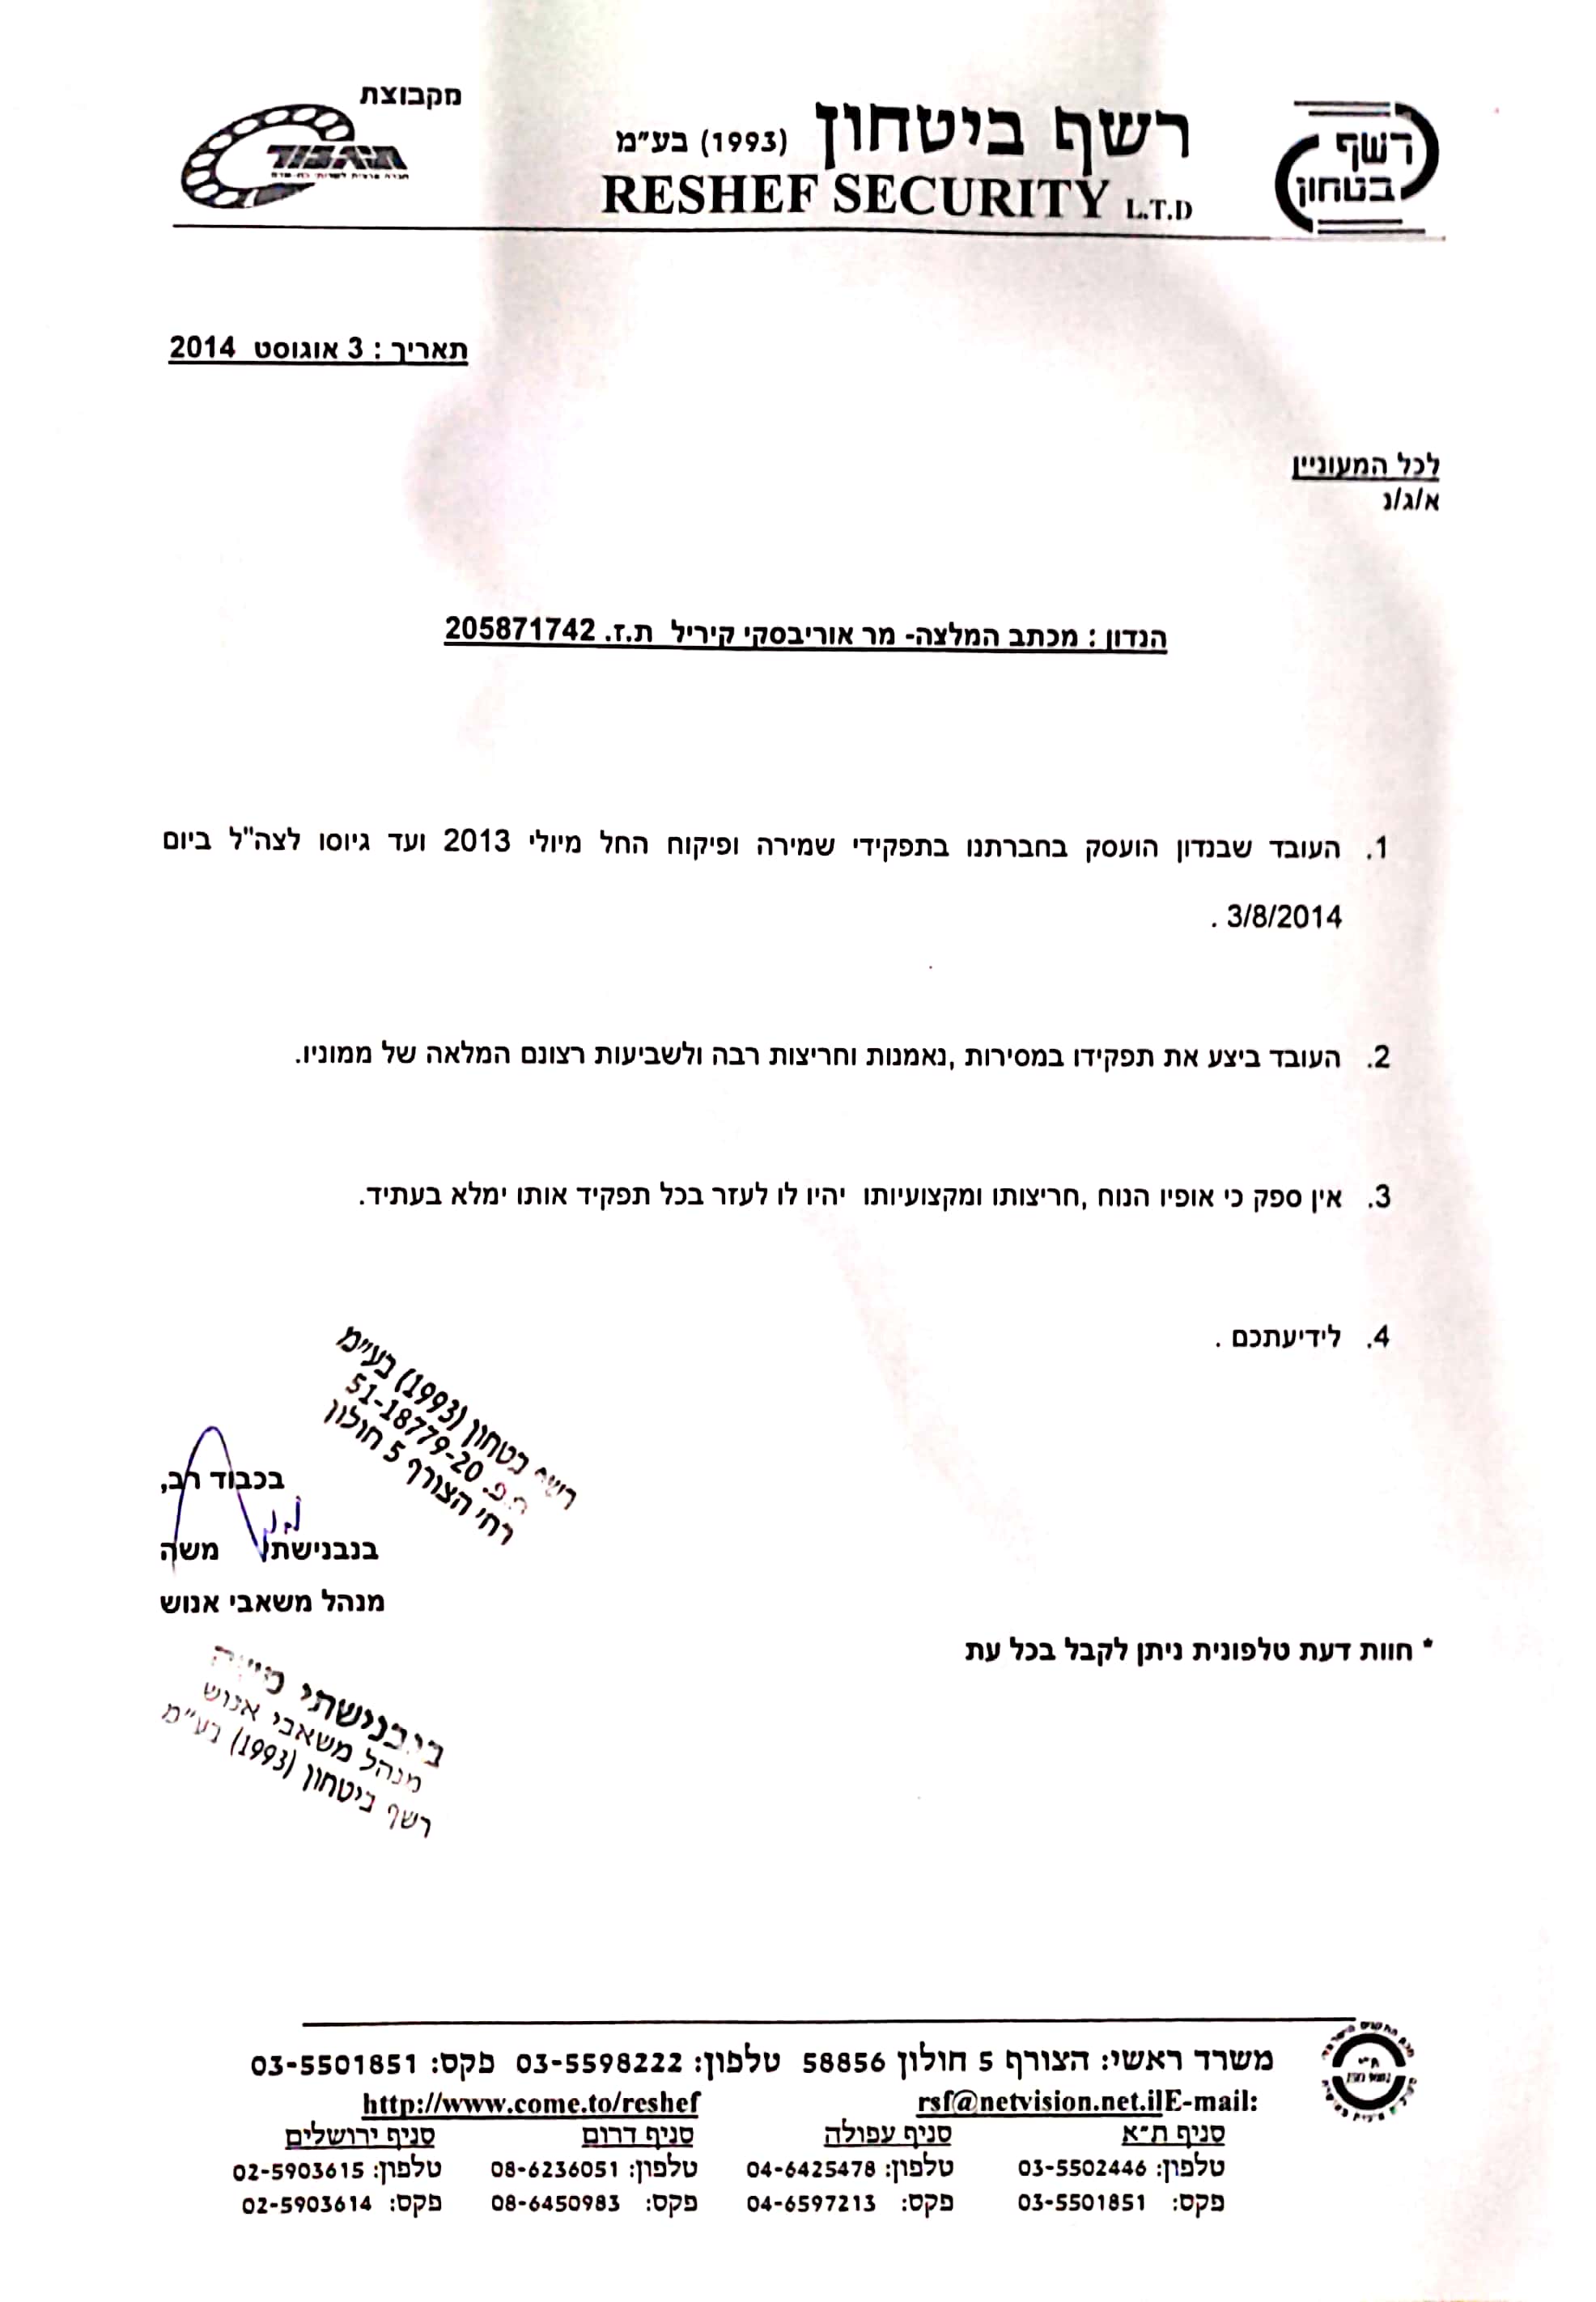 מקבוצת
רשף ביטחון (1993) בע"מ
RESHEF SECURITY L.T.D
רשף
בטחון
תאריך : 3 אוגוסט 2014
לכל המעוניין
א/ג/נ
הנדון : מכתב המלצה- מר אוריבסקי קיריל ת.ז. 205871742
1. העובד שבנדון הועסק בחברתנו בתפקידי שמירה ופיקוח החל מיולי 2013 ועד גיוסו לצה"ל ביום
3/8/2014 .
2. העובד ביצע את תפקידו במסירות ,נאמנות וחריצות רבה ולשביעות רצונם המלאה של ממוניו.
3. אין ספק כי אופיו הנוח ,חריצותו ומקצועיותו יהיו לו לעזר בכל תפקיד אותו ימלא בעתיד.
4. לידיעתכם .
רשף בטחון (1993) בע"מ
ח.פ. 51-18779-20
רח' הצורף 5 חולון
בכבוד רב,
בנבנישתי משה
מנהל משאבי אנוש
* חוות דעת טלפונית ניתן לקבל בכל עת
מנהל משאבי אנוש
רשף ביטחון (1993) בע"מ
משרד ראשי: הצורף 5 חולון 58856 טלפון: 03-5598222 פקס: 03-5501851
rsf@netvision.net.ilE-mail: http://www.come.to/reshef
סניף ת"א סניף עפולה סניף דרום סניף ירושלים
טלפון: 03-5502446 טלפון: 04-6425478 טלפון: 08-6236051 טלפון: 02-5903615
פקס: 03-5501851 פקס: 04-6597213 פקס: 08-6450983 פקס: 02-5903614